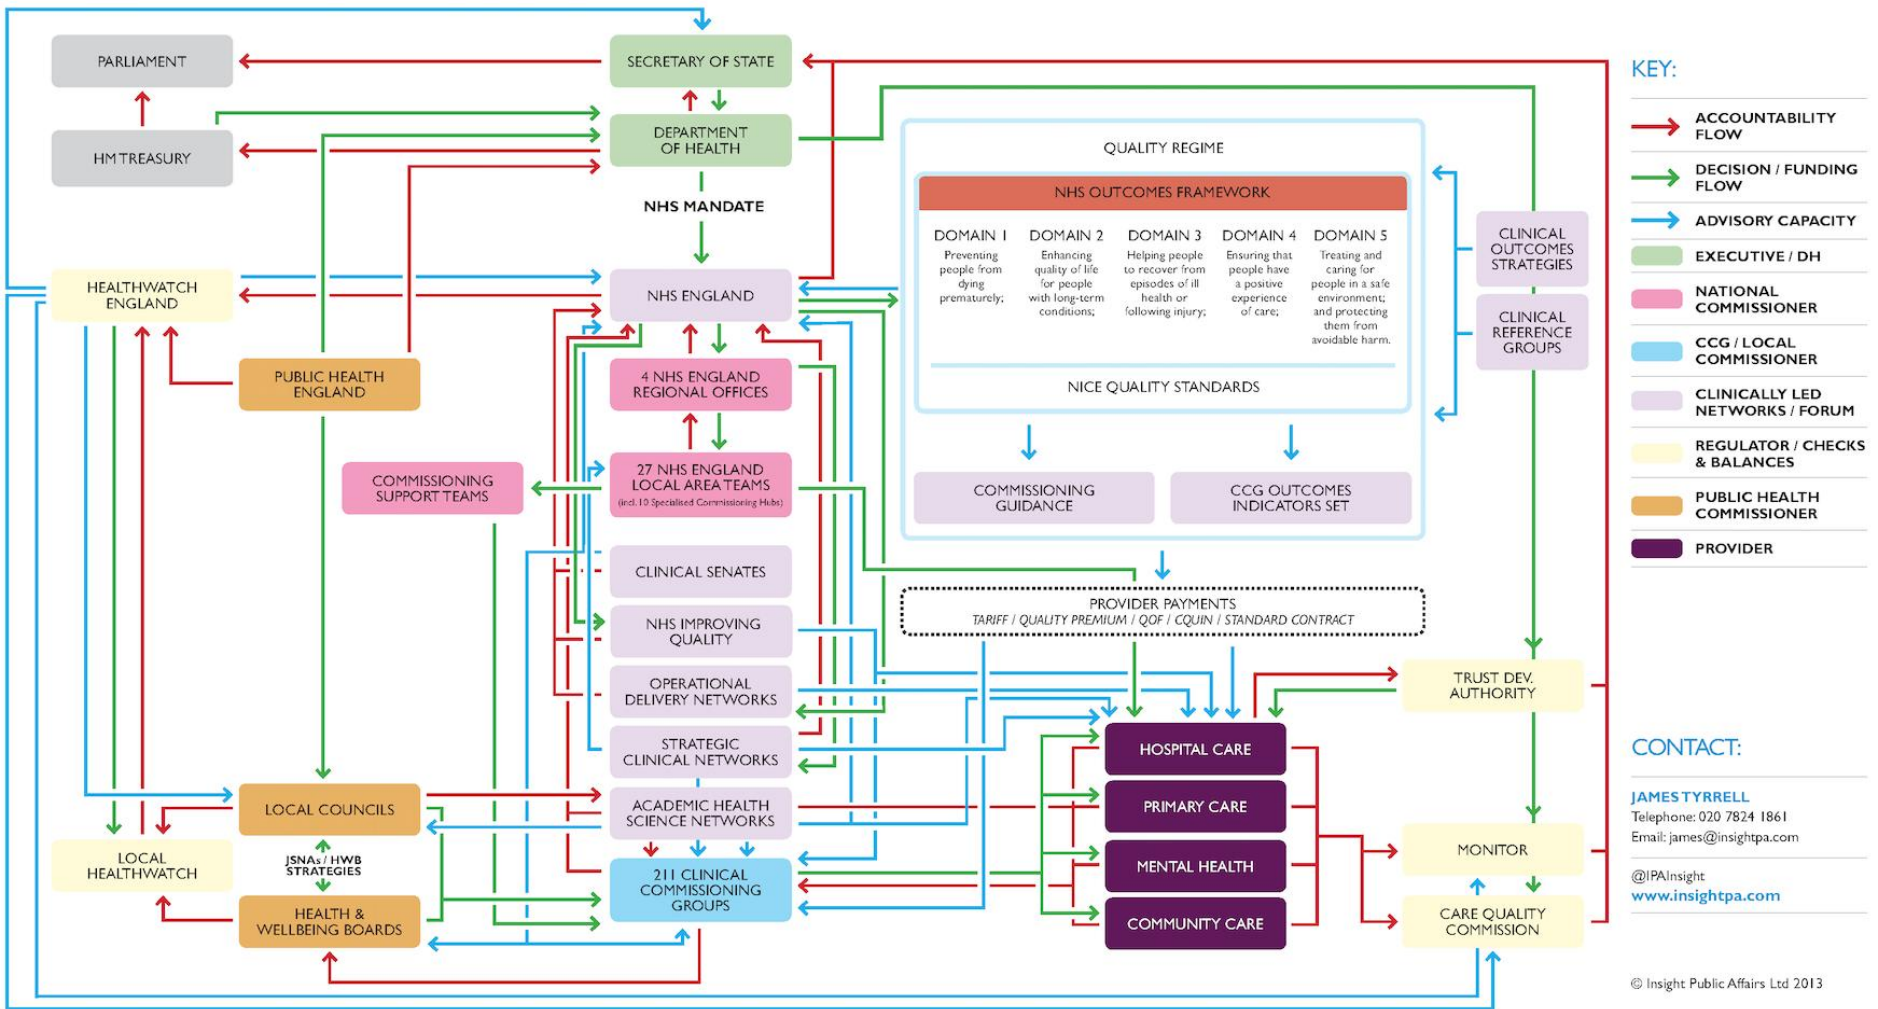 PARLIAMENT
SECRETARY OF STATE
HM TREASURY
DEPARTMENT
OF HEALTH
NHS MANDATE
HEALTHWATCH
ENGLAND
NHS ENGLAND
PUBLIC HEALTH
ENGLAND
4 NHS ENGLAND
REGIONAL OFFICES
COMMISSIONING
SUPPORT TEAMS
27 NHS ENGLAND
LOCAL AREA TEAMS
(incl. 10 Specialised Commissioning Hubs)
CLINICAL SENATES
NHS IMPROVING
QUALITY
OPERATIONAL
DELIVERY NETWORKS
STRATEGIC
CLINICAL NETWORKS
ACADEMIC HEALTH
SCIENCE NETWORKS
211 CLINICAL
COMMISSIONING
GROUPS
LOCAL COUNCILS
JSNAs / HWB
STRATEGIES
LOCAL
HEALTHWATCH
HEALTH &
WELLBEING BOARDS
QUALITY REGIME
NHS OUTCOMES FRAMEWORK
DOMAIN 1
Preventing
people from
dying
prematurely;
DOMAIN 2
Enhancing
quality of life
for people
with long-term
conditions;
DOMAIN 3
Helping people
to recover from
episodes of ill
health or
following injury;
DOMAIN 4
Ensuring that
people have
a positive
experience
of care;
DOMAIN 5
Treating and
caring for
people in a safe
environment;
and protecting
them from
avoidable harm.
NICE QUALITY STANDARDS
COMMISSIONING
GUIDANCE
CCG OUTCOMES
INDICATORS SET
PROVIDER PAYMENTS
TARIFF / QUALITY PREMIUM / QOF / CQUIN / STANDARD CONTRACT
CLINICAL
OUTCOMES
STRATEGIES
CLINICAL
REFERENCE
GROUPS
HOSPITAL CARE
PRIMARY CARE
MENTAL HEALTH
COMMUNITY CARE
TRUST DEV.
AUTHORITY
MONITOR
CARE QUALITY
COMMISSION
KEY:
ACCOUNTABILITY
FLOW
DECISION / FUNDING
FLOW
ADVISORY CAPACITY
EXECUTIVE / DH
NATIONAL
COMMISSIONER
CCG / LOCAL
COMMISSIONER
CLINICALLY LED
NETWORKS / FORUM
REGULATOR / CHECKS
& BALANCES
PUBLIC HEALTH
COMMISSIONER
PROVIDER
CONTACT:
JAMES TYRRELL
Telephone: 020 7824 1861
Email: james@insightpa.com
@IPAInsight
www.insightpa.com
© Insight Public Affairs Ltd 2013